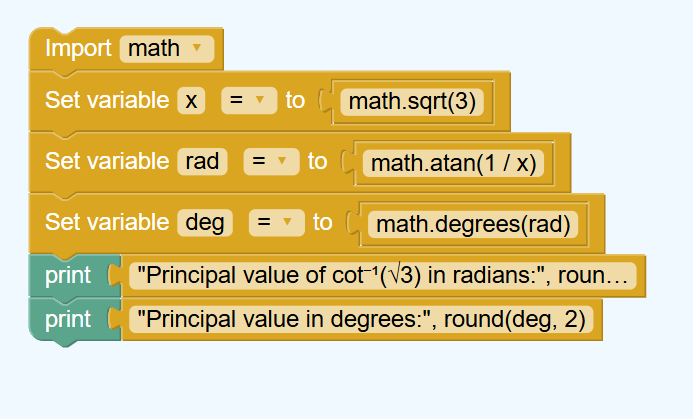 Import math
Set variable x = to math.sqrt(3)
Set variable rad = to math.atan(1 / x)
Set variable deg = to math.degrees(rad)
print "Principal value of cot⁻¹(√3) in radians:", roun…
print "Principal value in degrees:", round(deg, 2)